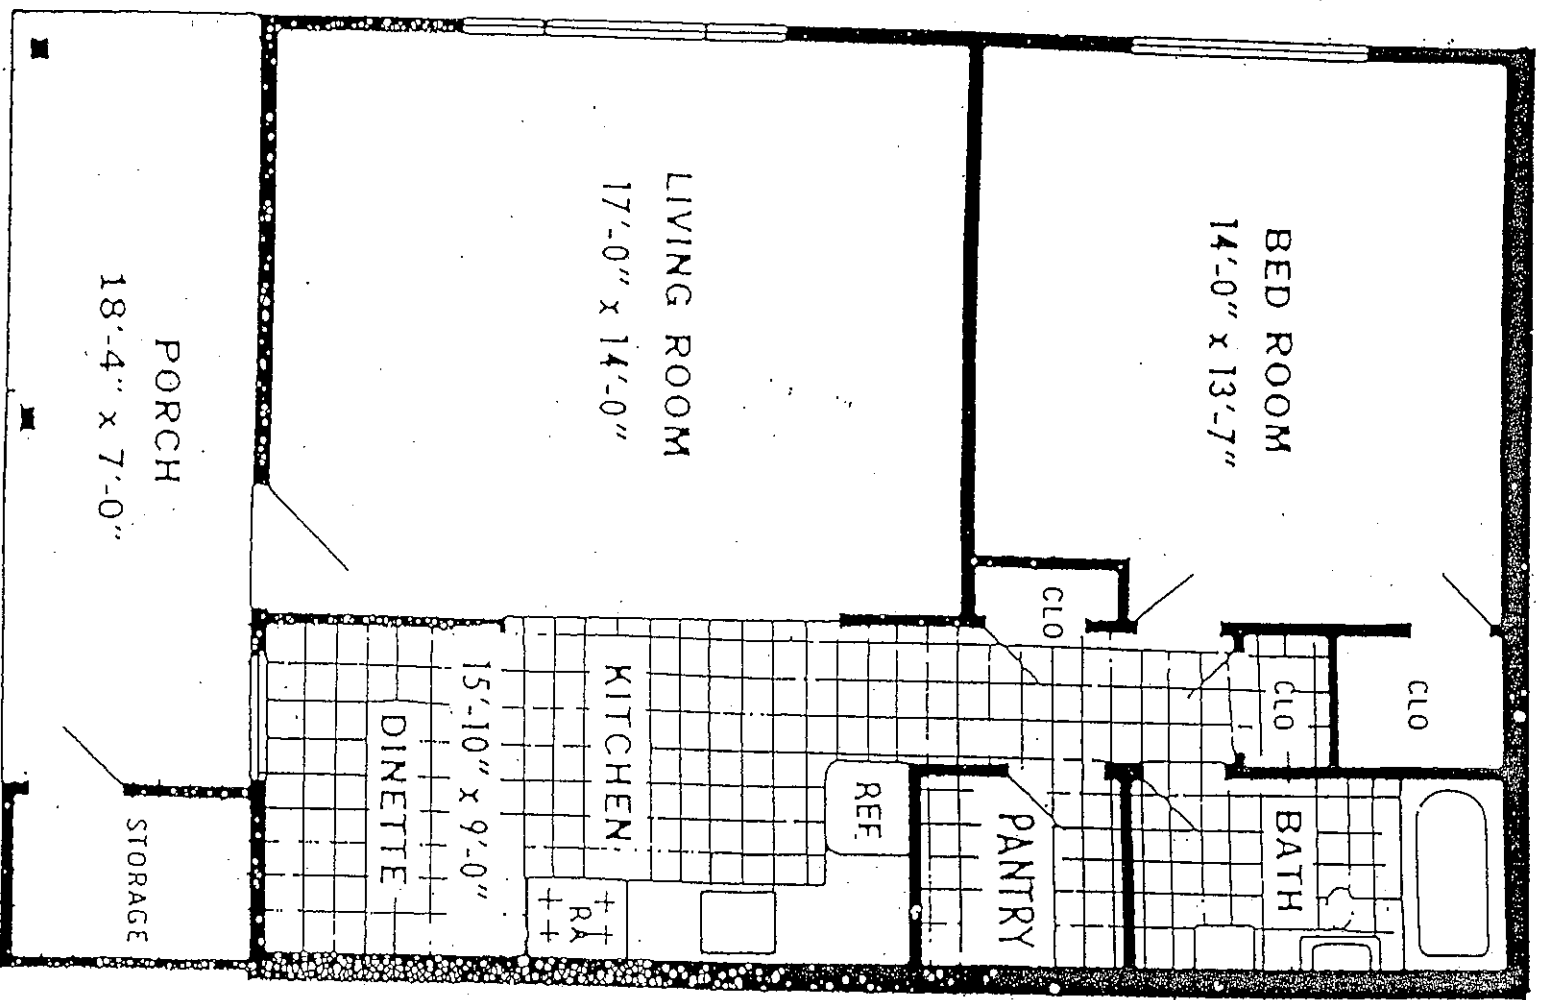 BED ROOM
14'-0" x 13'-7"
LIVING ROOM
17'-0" x 14'-0"
PORCH
18'-4" x 7'-0"
CLO
CLO
CLO
BATH
PANTRY
REF.
KITCHEN
RA
15'-10" x 9'-0"
DINETTE
STORAGE